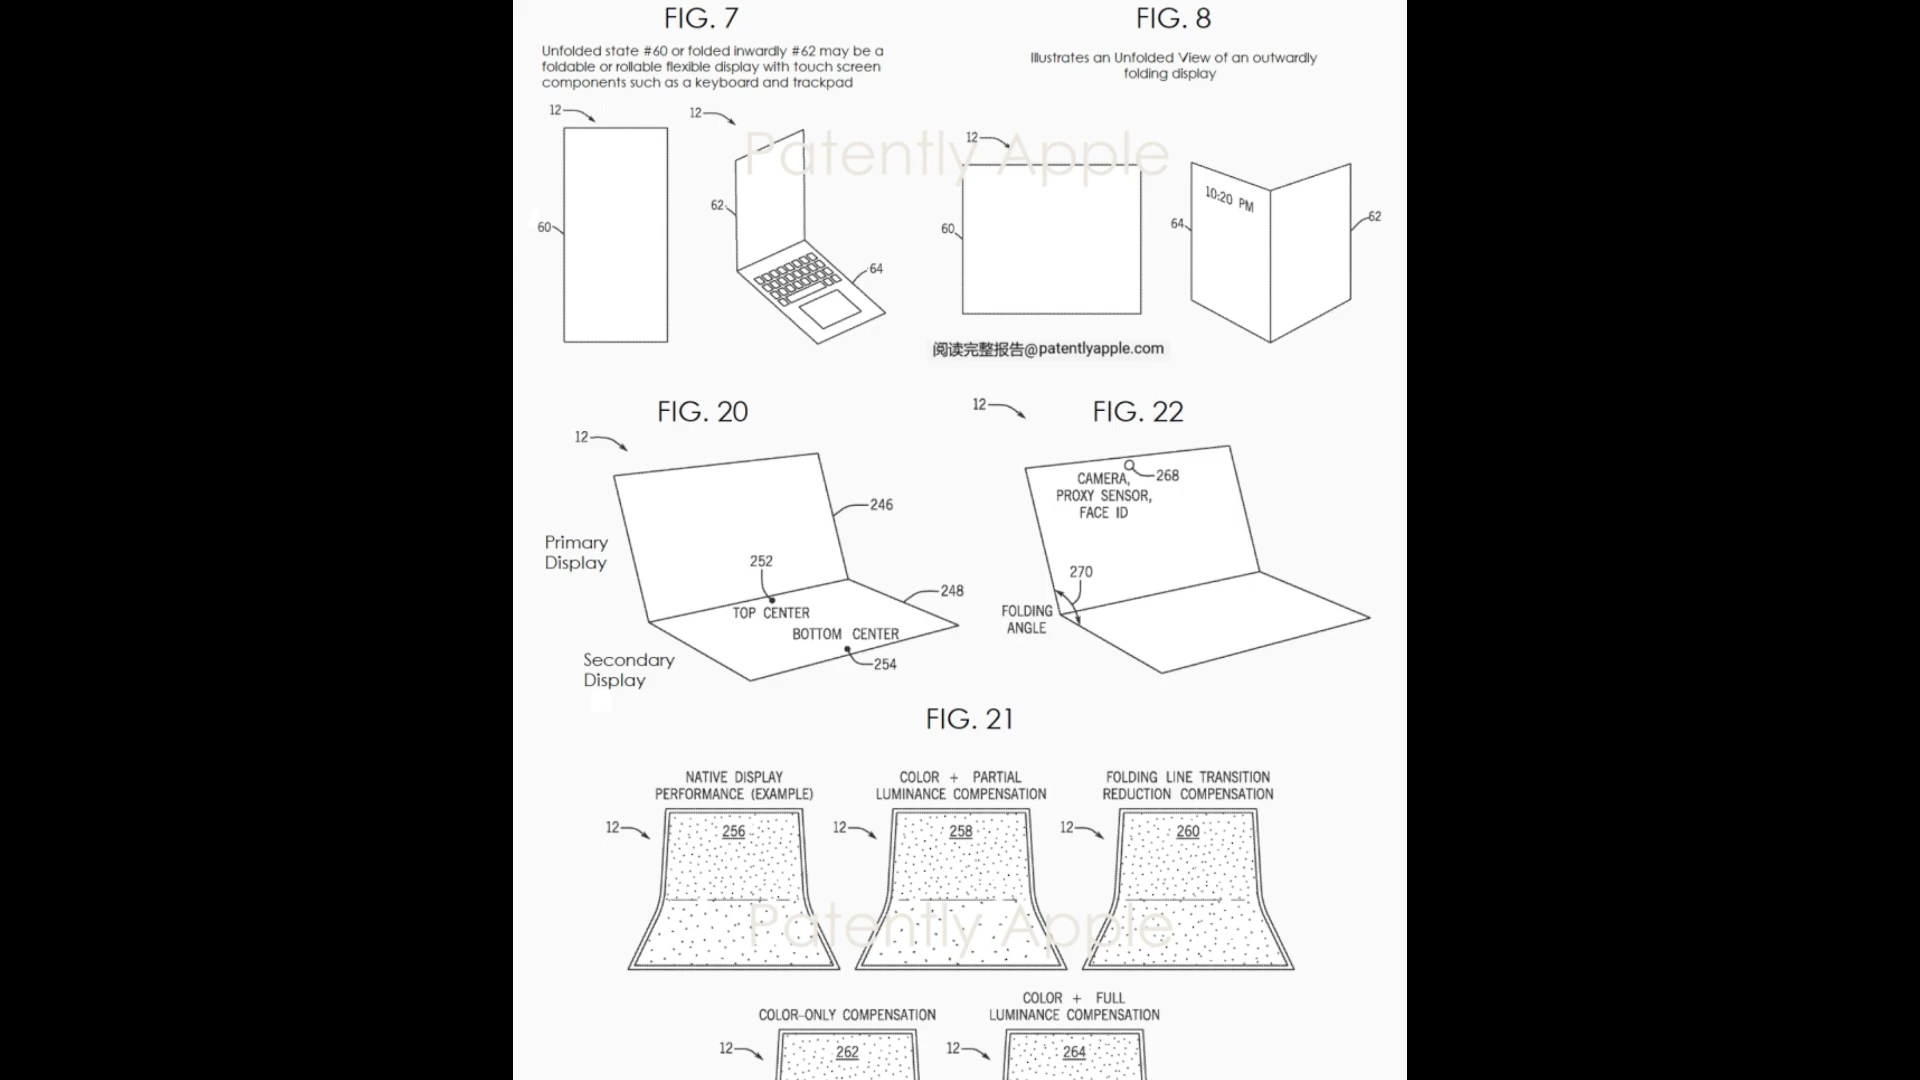 FIG. 7
Unfolded state #60 or folded inwardly #62 may be a
foldable or rollable flexible display with touch screen
components such as a keyboard and trackpad
FIG. 8
Illustrates an Unfolded View of an outwardly
folding display
12
60
12
62
64
12
60
10:20 PM
64
62
Patently Apple
阅读完整报告@patentlyapple.com
FIG. 20
12
246
Primary
Display
252
248
TOP CENTER
BOTTOM CENTER
254
Secondary
Display
FIG. 22
12
268
CAMERA,
PROXY SENSOR,
FACE ID
270
FOLDING
ANGLE
FIG. 21
NATIVE DISPLAY
PERFORMANCE (EXAMPLE)
12
256
COLOR + PARTIAL
LUMINANCE COMPENSATION
12
258
FOLDING LINE TRANSITION
REDUCTION COMPENSATION
12
260
Patently Apple
COLOR-ONLY COMPENSATION
12
262
COLOR + FULL
LUMINANCE COMPENSATION
12
264